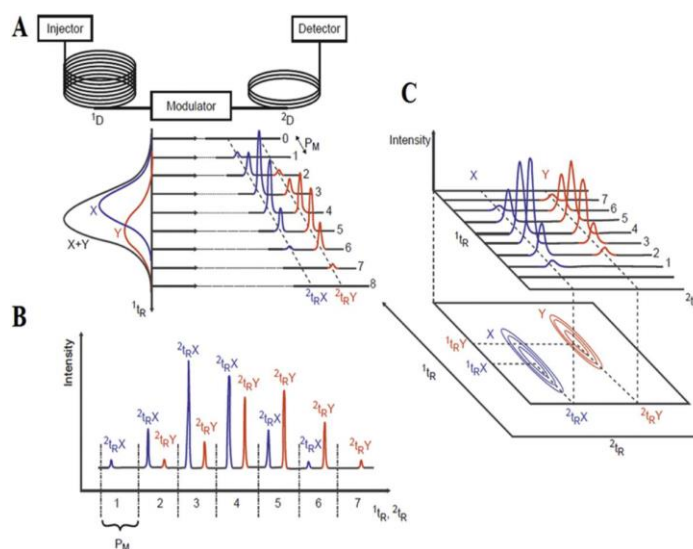 A
Injector
Detector
Modulator
¹D
²D
X
Y
X+Y
¹tR
0
1
2
3
4
5
6
7
8
PM
²tRX
²tRY
B
Intensity
²tRX
²tRX
²tRY
²tRX
²tRY
²tRX
²tRY
²tRX
²tRY
²tRX
²tRY
²tRY
1
2
3
4
5
6
7
¹tR, ²tR
PM
C
Intensity
X
Y
7
6
5
4
3
2
1
¹tR
²t
X
Y
¹tRY
¹tRX
¹tR
²tRX
²tRY
²tR